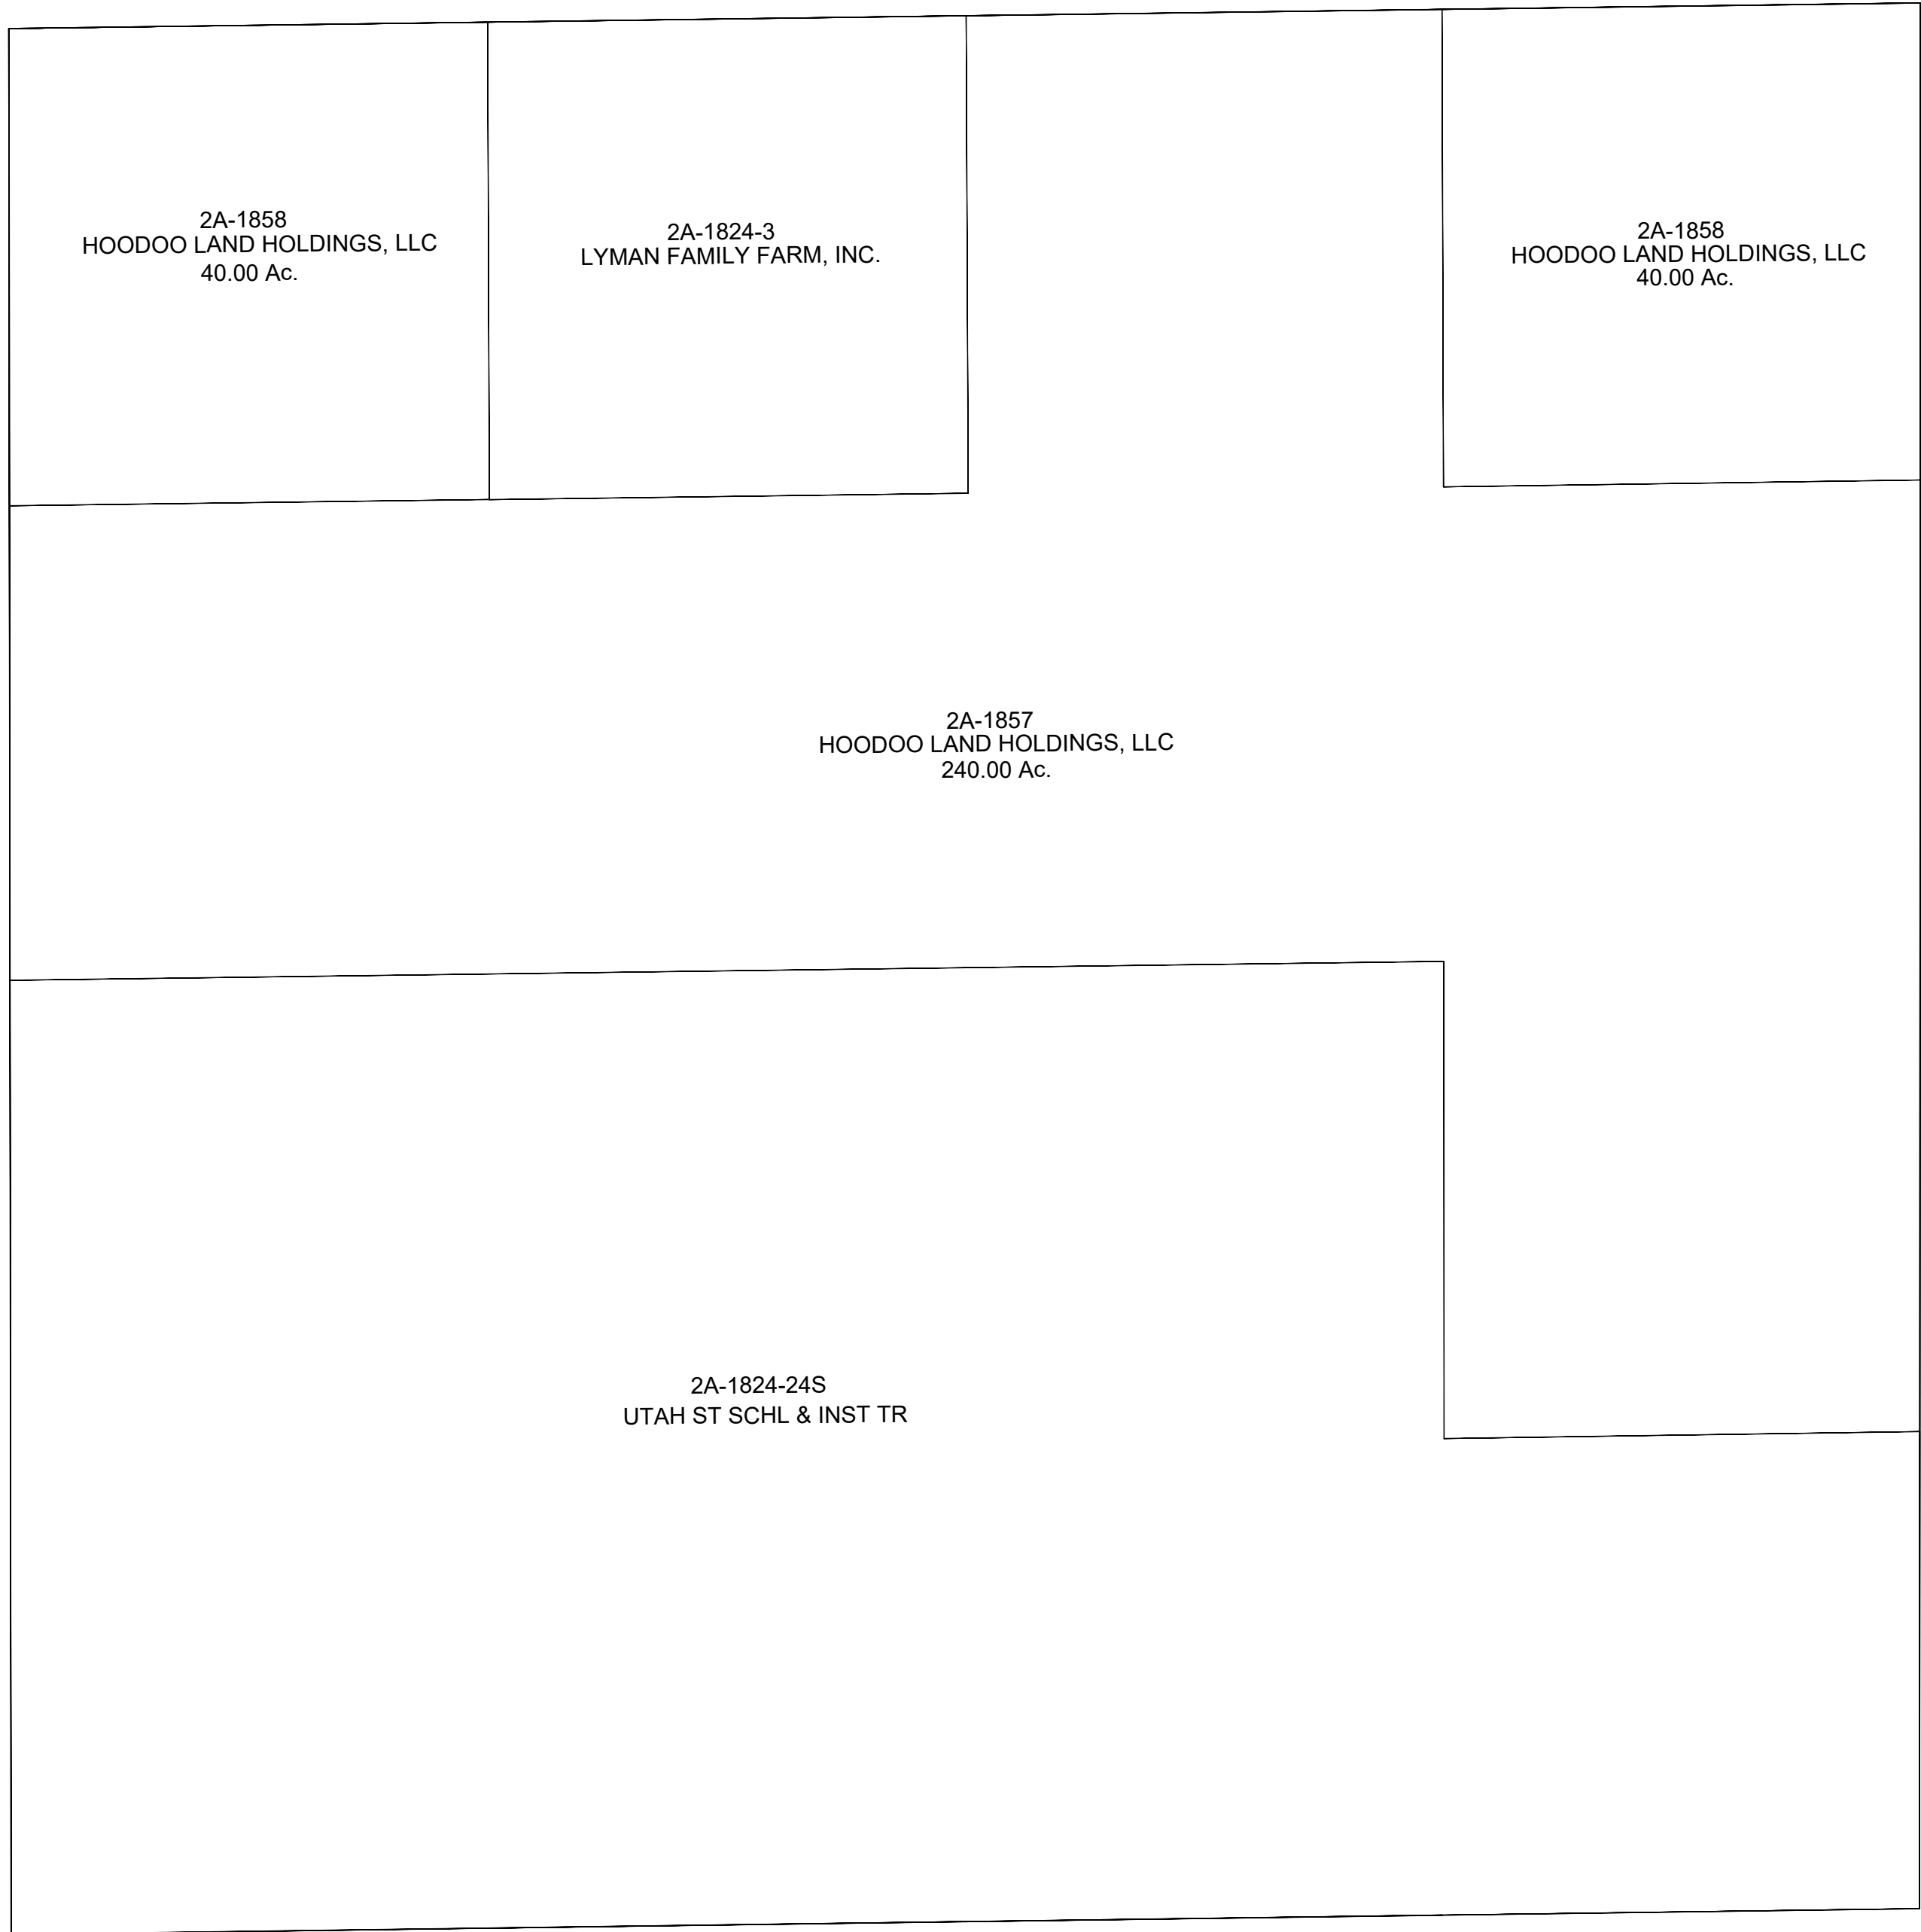 2A-1858
HOODOO LAND HOLDINGS, LLC
40.00 Ac.
2A-1824-3
LYMAN FAMILY FARM, INC.
2A-1858
HOODOO LAND HOLDINGS, LLC
40.00 Ac.
2A-1857
HOODOO LAND HOLDINGS, LLC
240.00 Ac.
2A-1824-24S
UTAH ST SCHL & INST TR